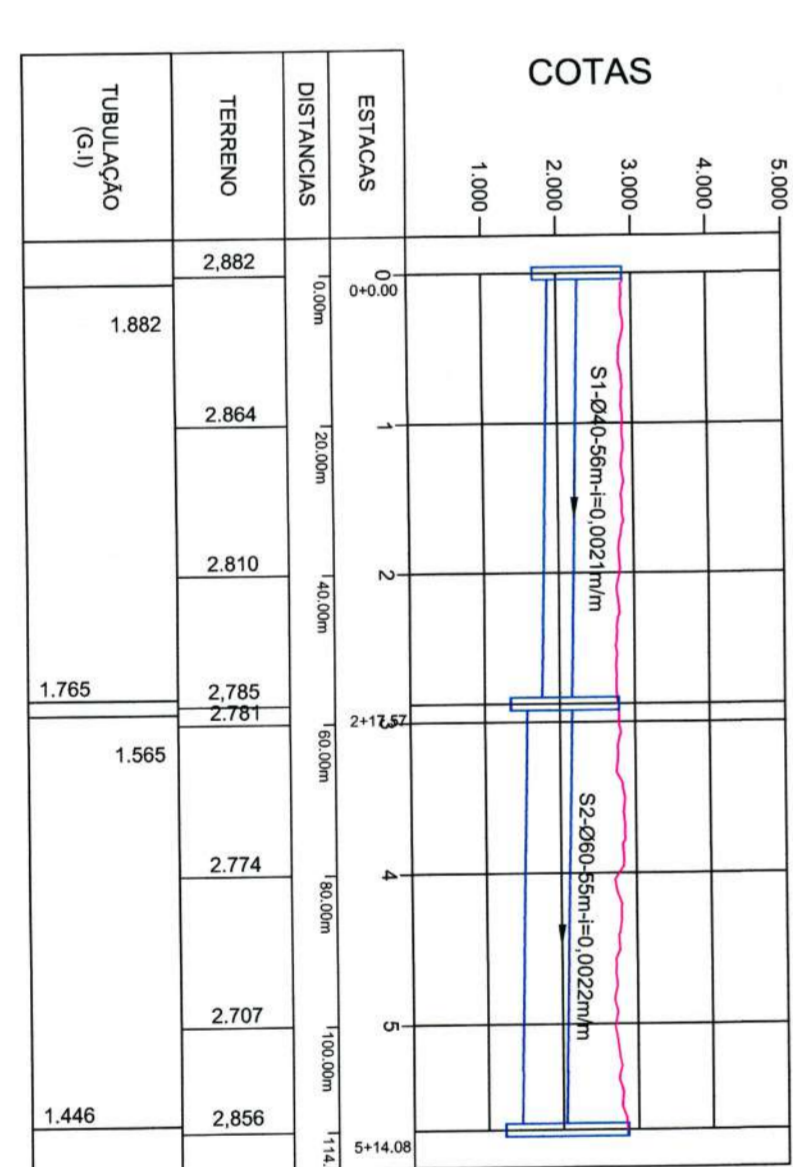 COTAS
5.000
4.000
3.000
2.000
1.000
S1-Ø40-56m-i=0,0021m/m
S2-Ø60-55m-i=0,0022m/m
ESTACAS
0
0+0.00
1
2
2+17.57
3
4
5
5+14.08
DISTANCIAS
0.00m
20.00m
40.00m
60.00m
80.00m
100.00m
114.
TERRENO
2,882
2.864
2.810
2,785
2.781
2.774
2.707
2,856
TUBULAÇÃO
(G.I)
1.882
1.765
1.565
1.446